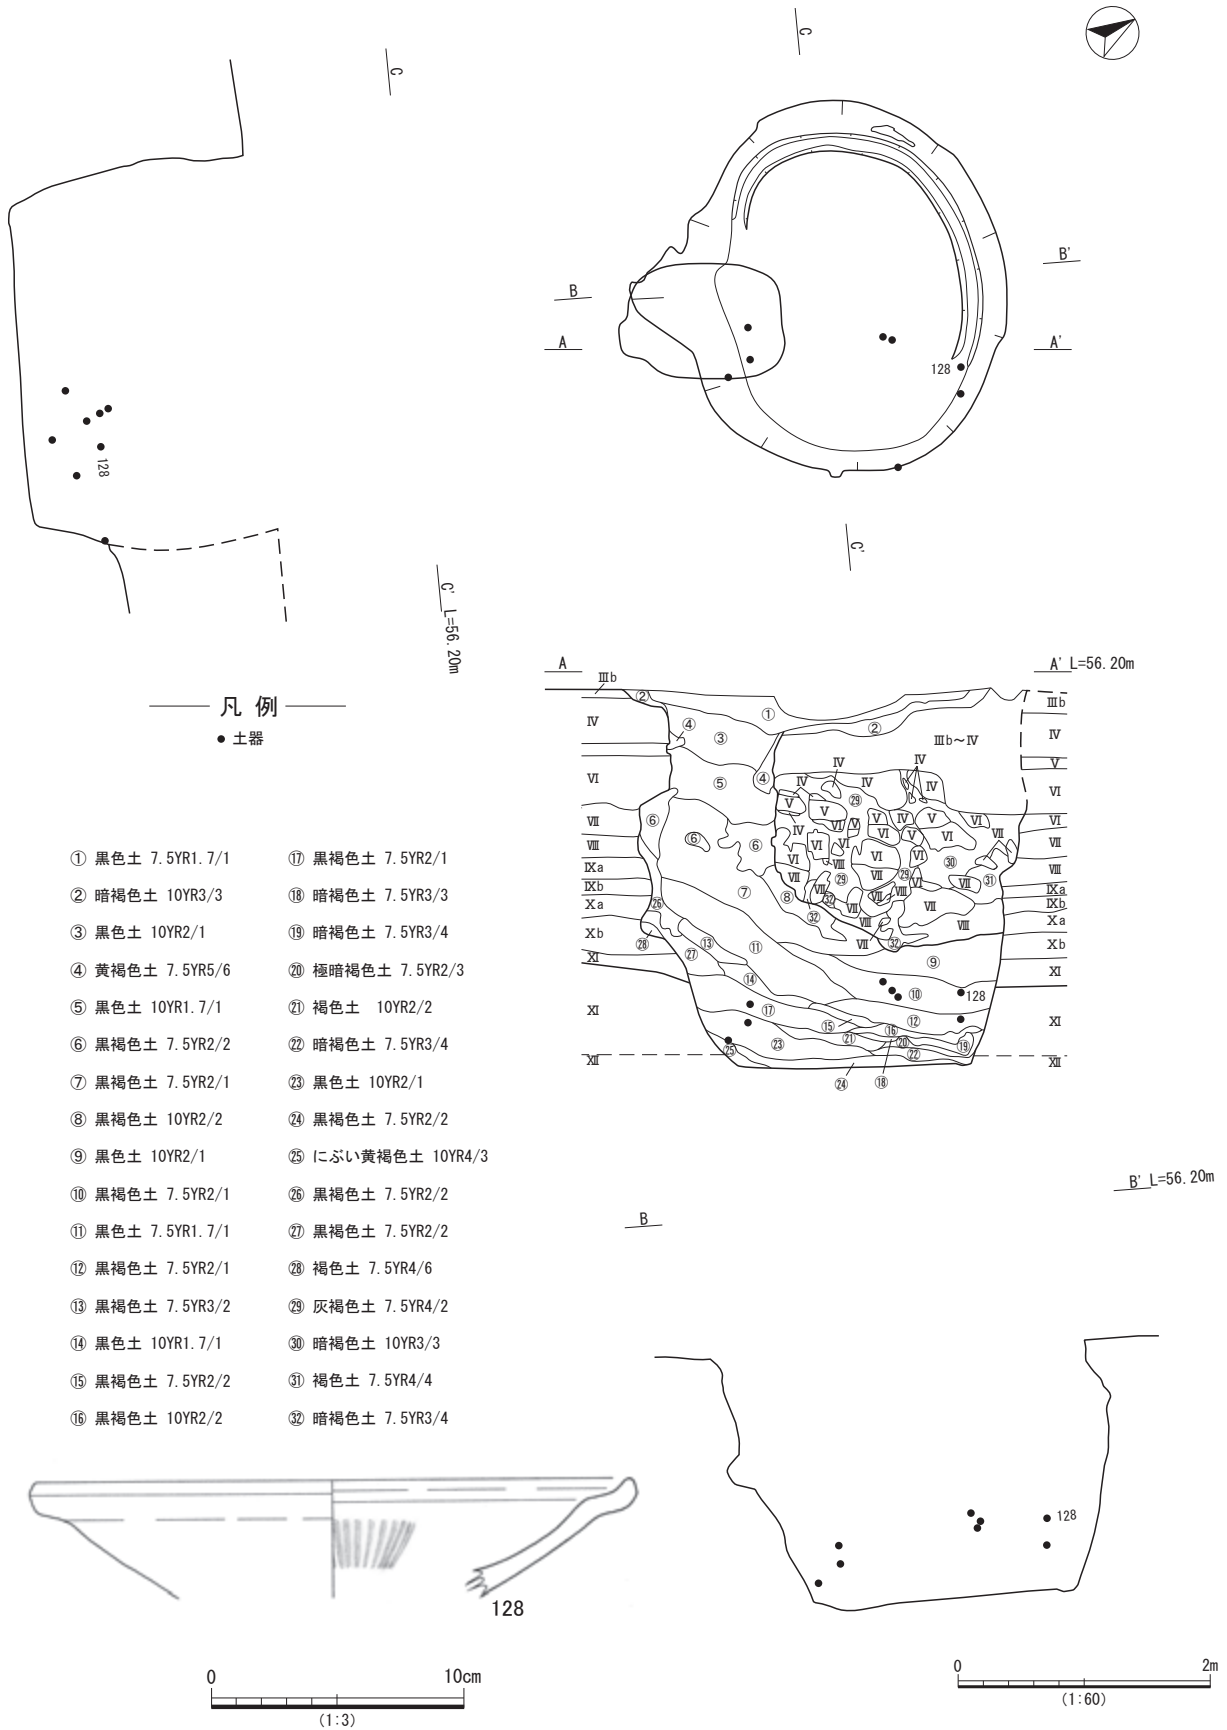 C
C
B
B'
A
A'
128
128
C'
C' L=56.20m
A
A' L=56.20m
凡 例
● 土器
Ⅲb
Ⅳ
Ⅵ
Ⅶ
Ⅷ
Ⅸa
Ⅸb
Ⅹa
Ⅹb
Ⅺ
Ⅺ
Ⅻ
Ⅲb
Ⅳ
Ⅴ
Ⅵ
Ⅵ
Ⅶ
Ⅷ
Ⅸa
Ⅸb
Ⅹa
Ⅹb
Ⅺ
Ⅺ
Ⅻ
Ⅲb～Ⅳ
128
① 黒色土 7.5YR1.7/1
② 暗褐色土 10YR3/3
③ 黒色土 10YR2/1
④ 黄褐色土 7.5YR5/6
⑤ 黒色土 10YR1.7/1
⑥ 黒褐色土 7.5YR2/2
⑦ 黒褐色土 7.5YR2/1
⑧ 黒褐色土 10YR2/2
⑨ 黒色土 10YR2/1
⑩ 黒褐色土 7.5YR2/1
⑪ 黒色土 7.5YR1.7/1
⑫ 黒褐色土 7.5YR2/1
⑬ 黒褐色土 7.5YR3/2
⑭ 黒色土 10YR1.7/1
⑮ 黒褐色土 7.5YR2/2
⑯ 黒褐色土 10YR2/2
⑰ 黒褐色土 7.5YR2/1
⑱ 暗褐色土 7.5YR3/3
⑲ 暗褐色土 7.5YR3/4
⑳ 極暗褐色土 7.5YR2/3
㉑ 褐色土 10YR2/2
㉒ 暗褐色土 7.5YR3/4
㉓ 黒色土 10YR2/1
㉔ 黒褐色土 7.5YR2/2
㉕ にぶい黄褐色土 10YR4/3
㉖ 黒褐色土 7.5YR2/2
㉗ 黒褐色土 7.5YR2/2
㉘ 褐色土 7.5YR4/6
㉙ 灰褐色土 7.5YR4/2
㉚ 暗褐色土 10YR3/3
㉛ 褐色土 7.5YR4/4
㉜ 暗褐色土 7.5YR3/4
B
B' L=56.20m
128
128
0 10cm
(1:3)
0 2m
(1:60)